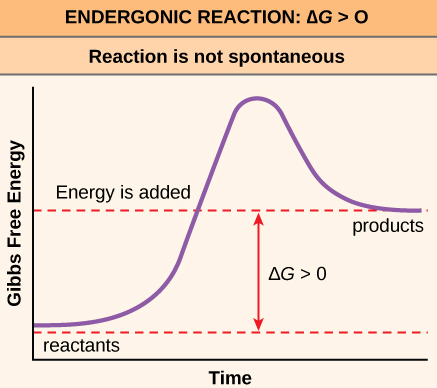 ENDERGONIC REACTION: ΔG > O
Reaction is not spontaneous
Gibbs Free Energy
Energy is added
products
ΔG > 0
reactants
Time